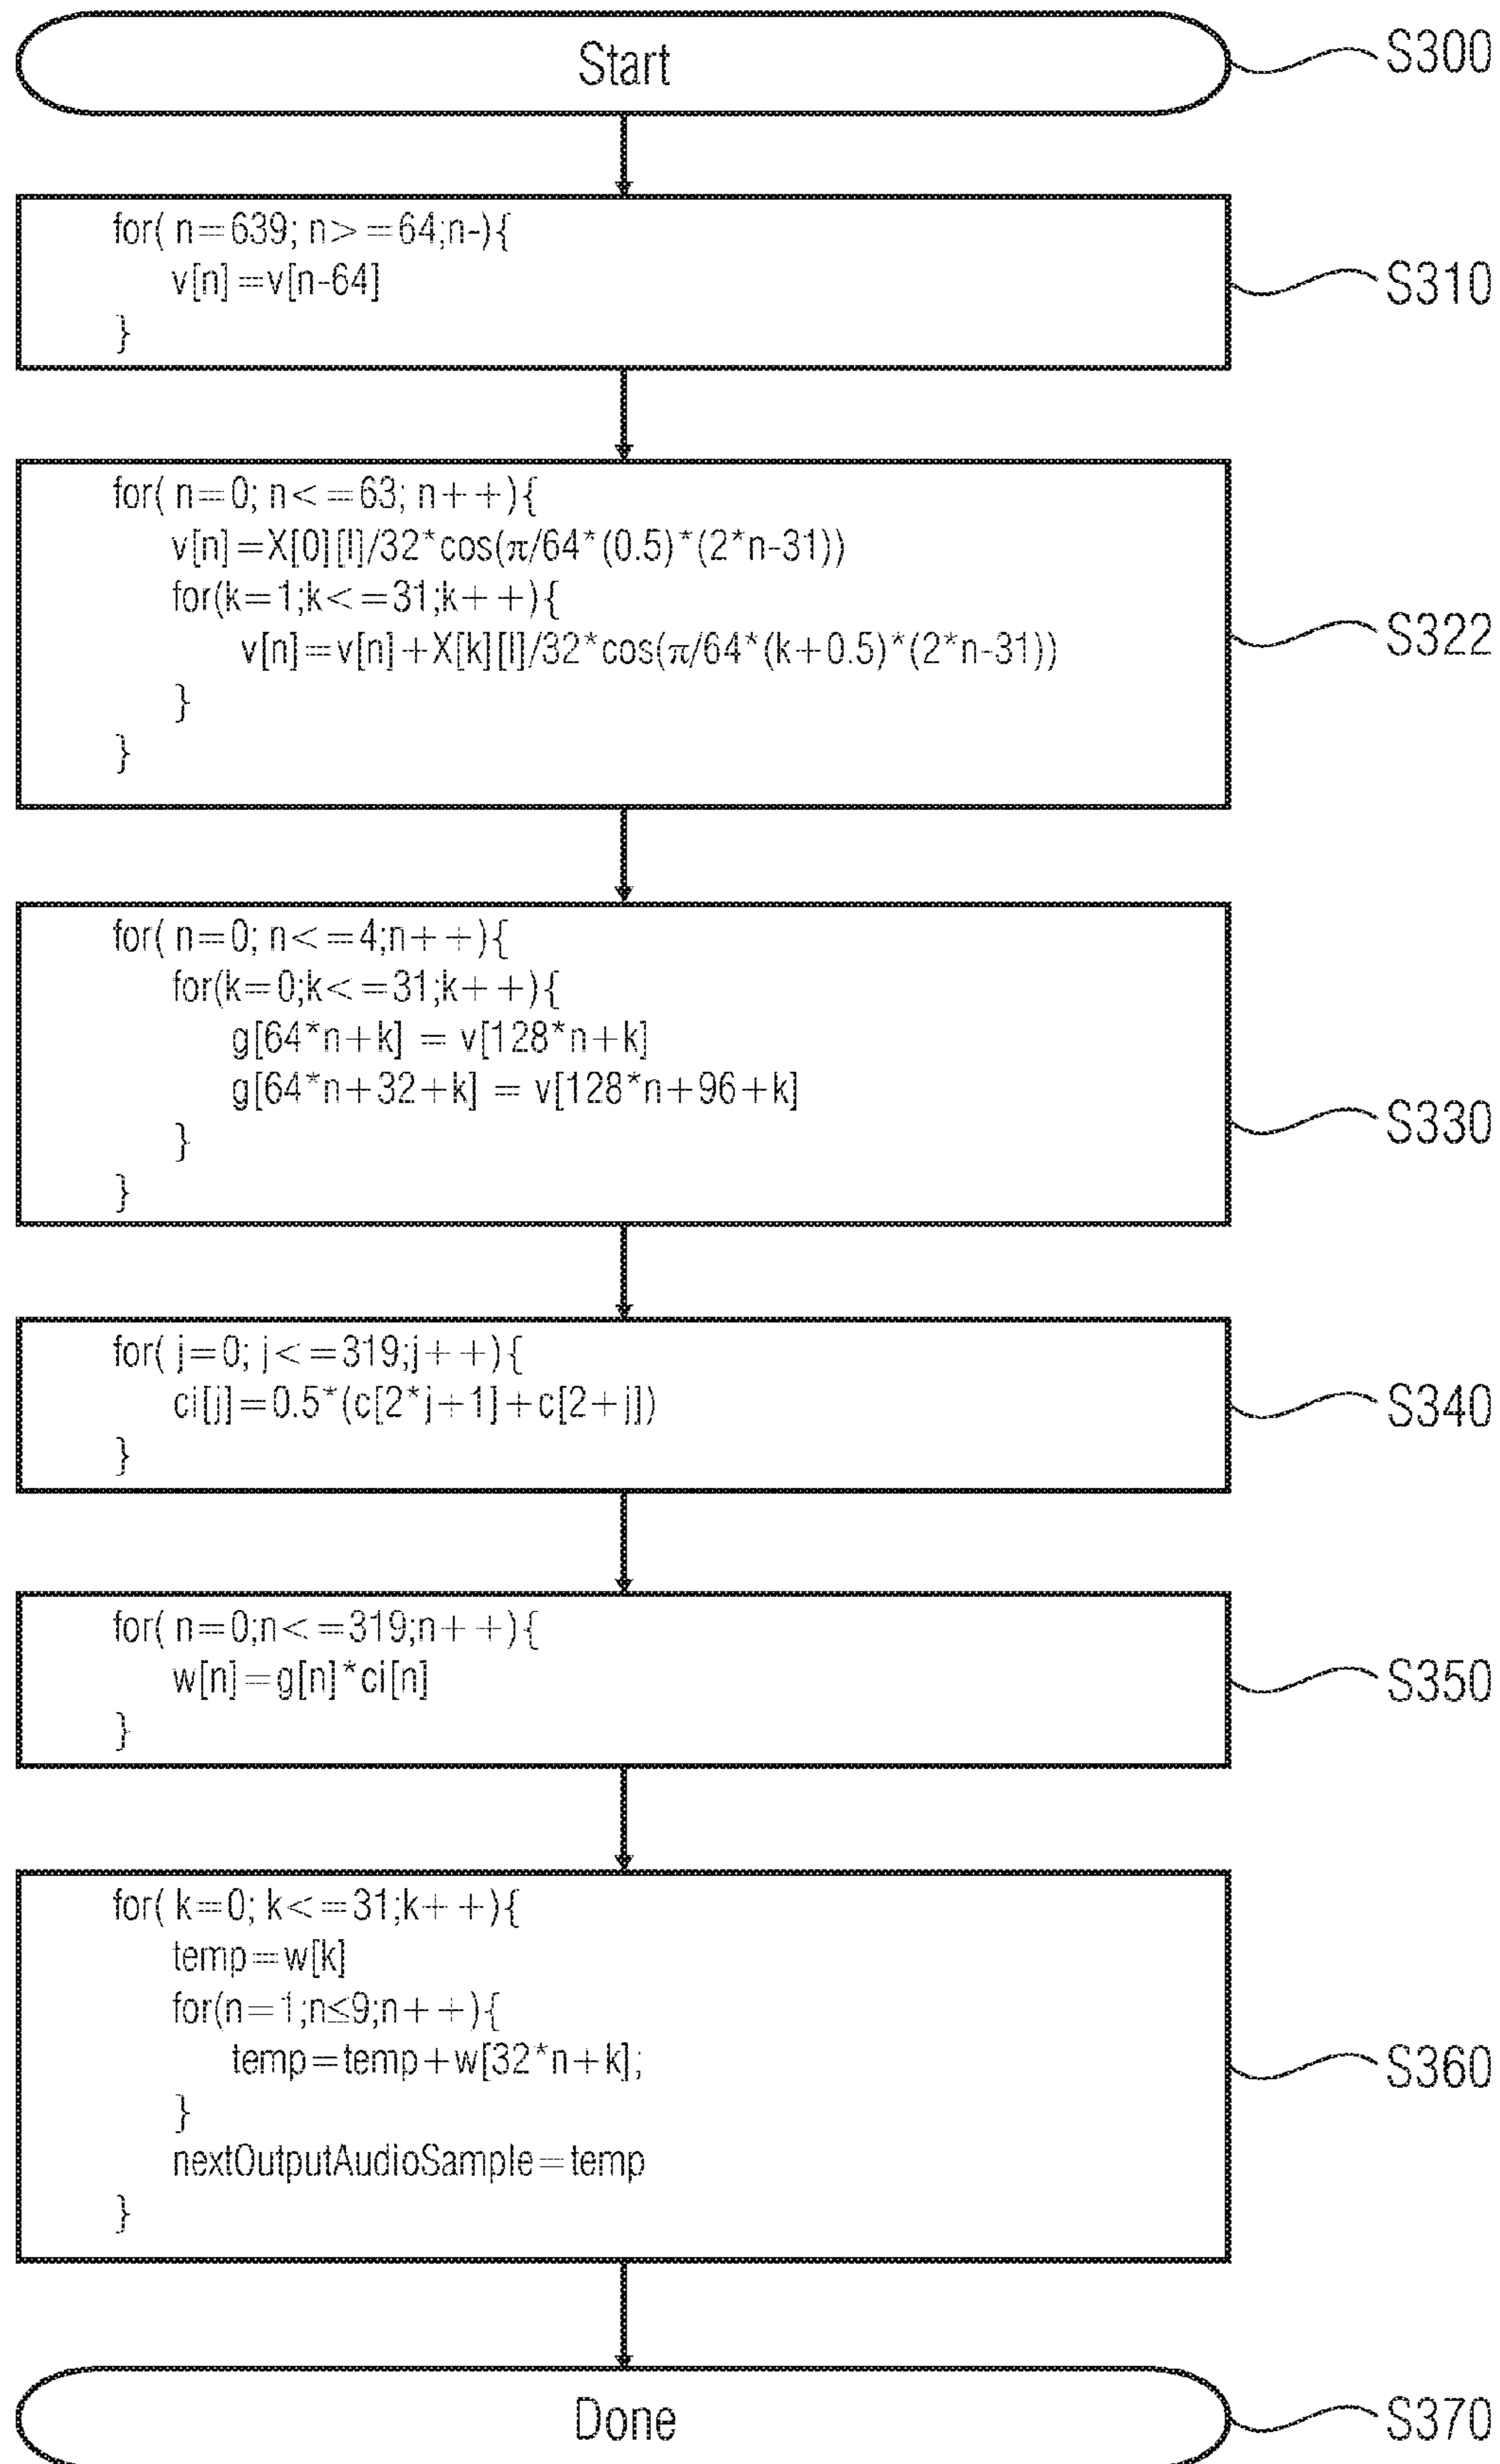 Start
S300
for( n=639; n>=64;n-){
v[n]=v[n-64]
}
S310
for( n=0; n<=63; n++){
v[n]=X[0][l]/32*cos(π/64*(0.5)*(2*n-31))
for(k=1;k<=31;k++){
v[n]=v[n]+X[k][l]/32*cos(π/64*(k+0.5)*(2*n-31))
}
}
S322
for( n=0; n<=4;n++){
for(k=0;k<=31;k++){
g[64*n+k] = v[128*n+k]
g[64*n+32+k] = v[128*n+96+k]
}
}
S330
for( j=0; j<=319;j++){
ci[j]=0.5*(c[2*j+1]+c[2+j])
}
S340
for( n=0;n<=319;n++){
w[n]=g[n]*ci[n]
}
S350
for( k=0; k<=31;k++){
temp=w[k]
for(n=1;n≤9;n++){
temp=temp+w[32*n+k];
}
nextOutputAudioSample=temp
}
S360
Done
S370